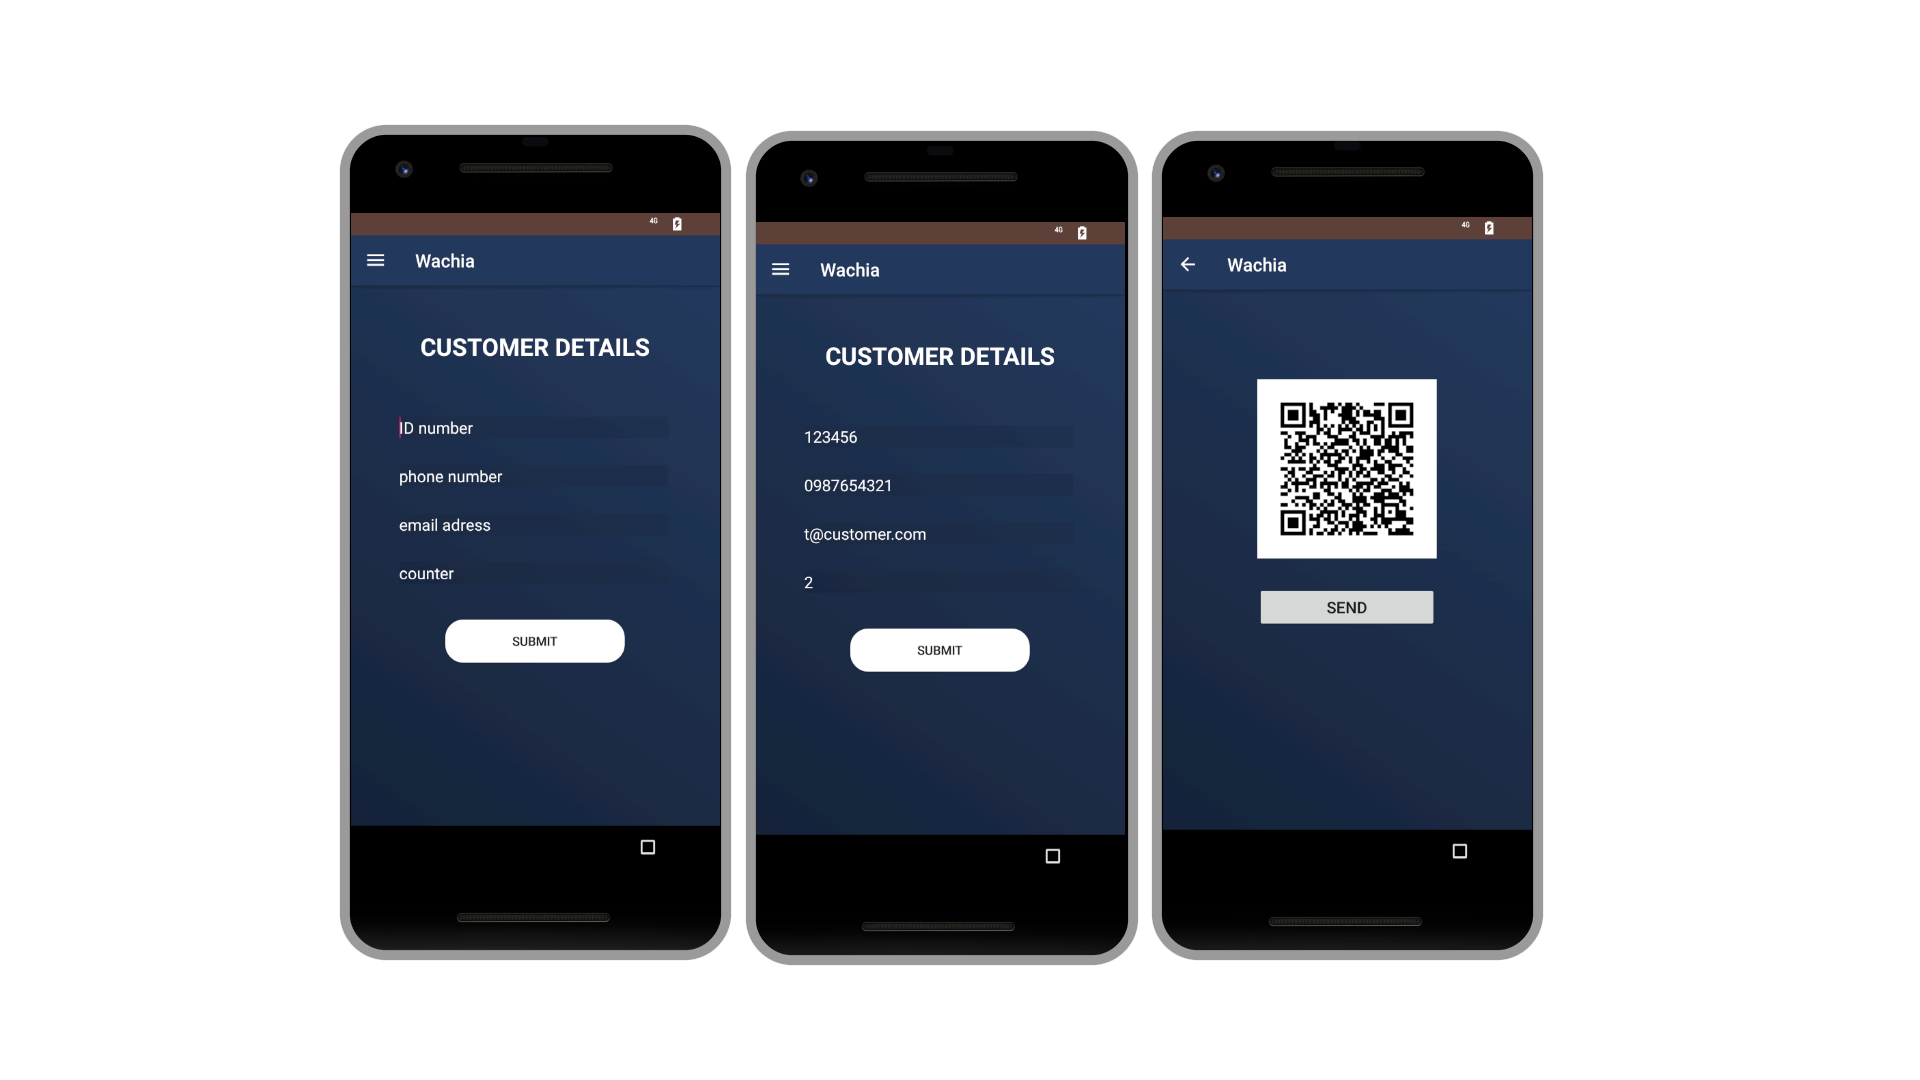 4G
Wachia
CUSTOMER DETAILS
ID number
phone number
email adress
counter
SUBMIT
4G
Wachia
CUSTOMER DETAILS
123456
0987654321
t@customer.com
2
SUBMIT
4G
Wachia
SEND